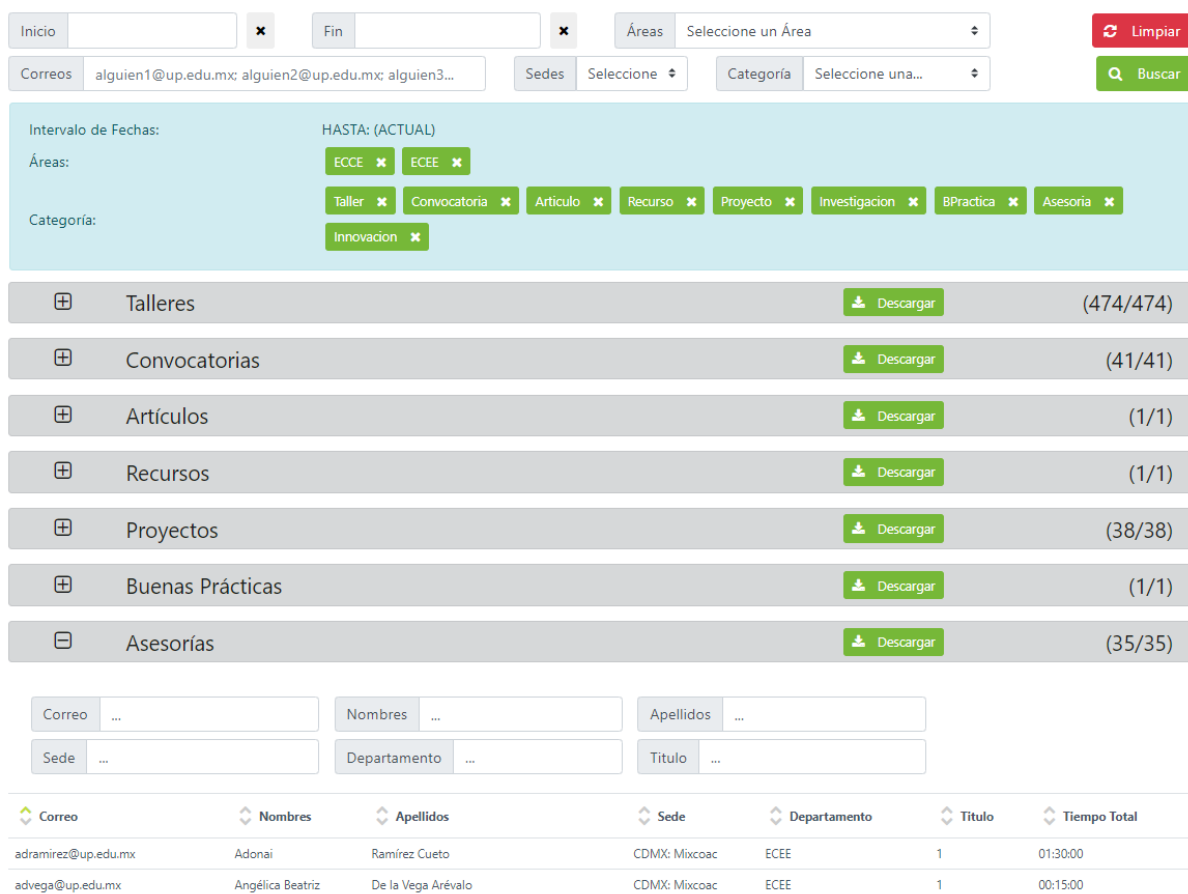 Inicio Fin Áreas Seleccione un Área Limpiar
Correos alguien1@up.edu.mx; alguien2@up.edu.mx; alguien3... Sedes Seleccione Categoría Seleccione una... Buscar
Intervalo de Fechas: HASTA: (ACTUAL)
Áreas: ECCE ECEE
Taller Convocatoria Articulo Recurso Proyecto Investigacion BPractica Asesoria
Categoría:
Innovacion
Talleres Descargar (474/474)
Convocatorias Descargar (41/41)
Artículos Descargar (1/1)
Recursos Descargar (1/1)
Proyectos Descargar (38/38)
Buenas Prácticas Descargar (1/1)
Asesorías Descargar (35/35)
Correo ... Nombres ... Apellidos ...
Sede ... Departamento ... Titulo ...
Correo Nombres Apellidos Sede Departamento Titulo Tiempo Total
adramirez@up.edu.mx Adonai Ramírez Cueto CDMX: Mixcoac ECEE 1 01:30:00
advega@up.edu.mx Angélica Beatriz De la Vega Arévalo CDMX: Mixcoac ECEE 1 00:15:00